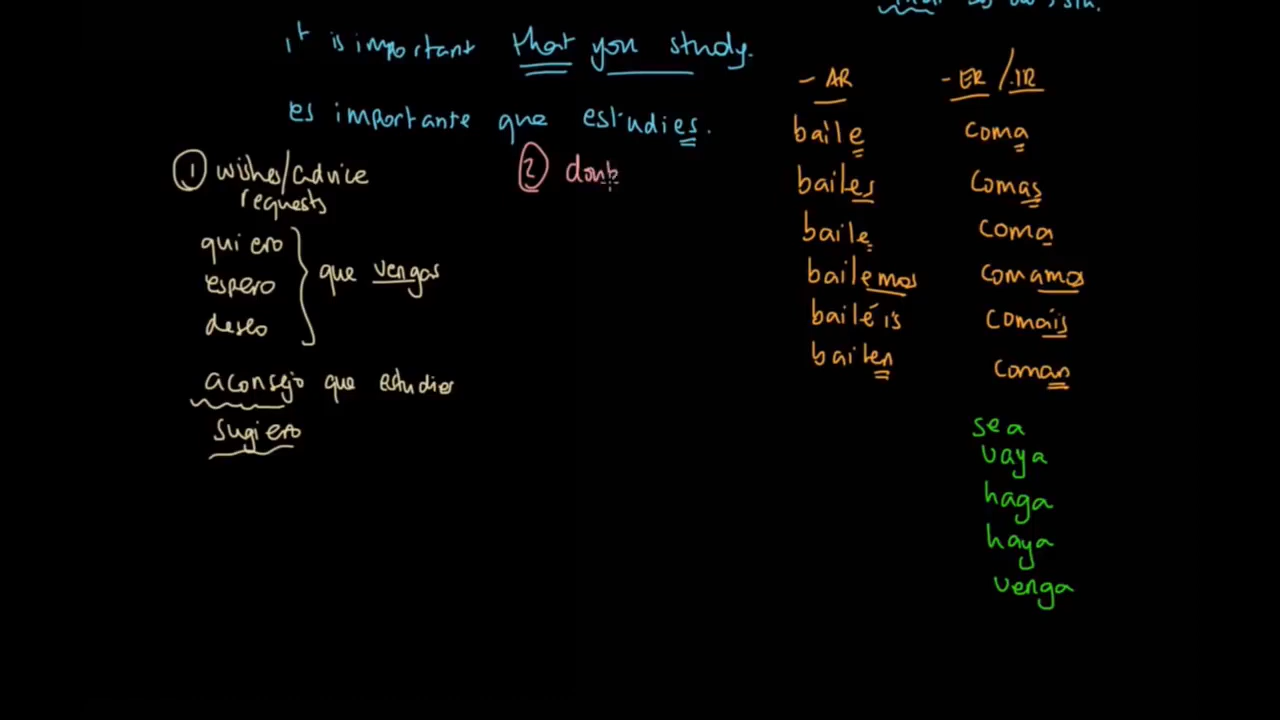 it is important that you study.
es importante que estudies.
① wishes/advice
requests
quiero
espero
deseo
que vengas
aconsejo que estudies
sugiero
② doub
-AR
baile
bailes
baile
bailemos
bailéis
bailen
-ER/.IR
coma
comas
coma
comamos
comáis
coman
sea
vaya
haga
haya
venga